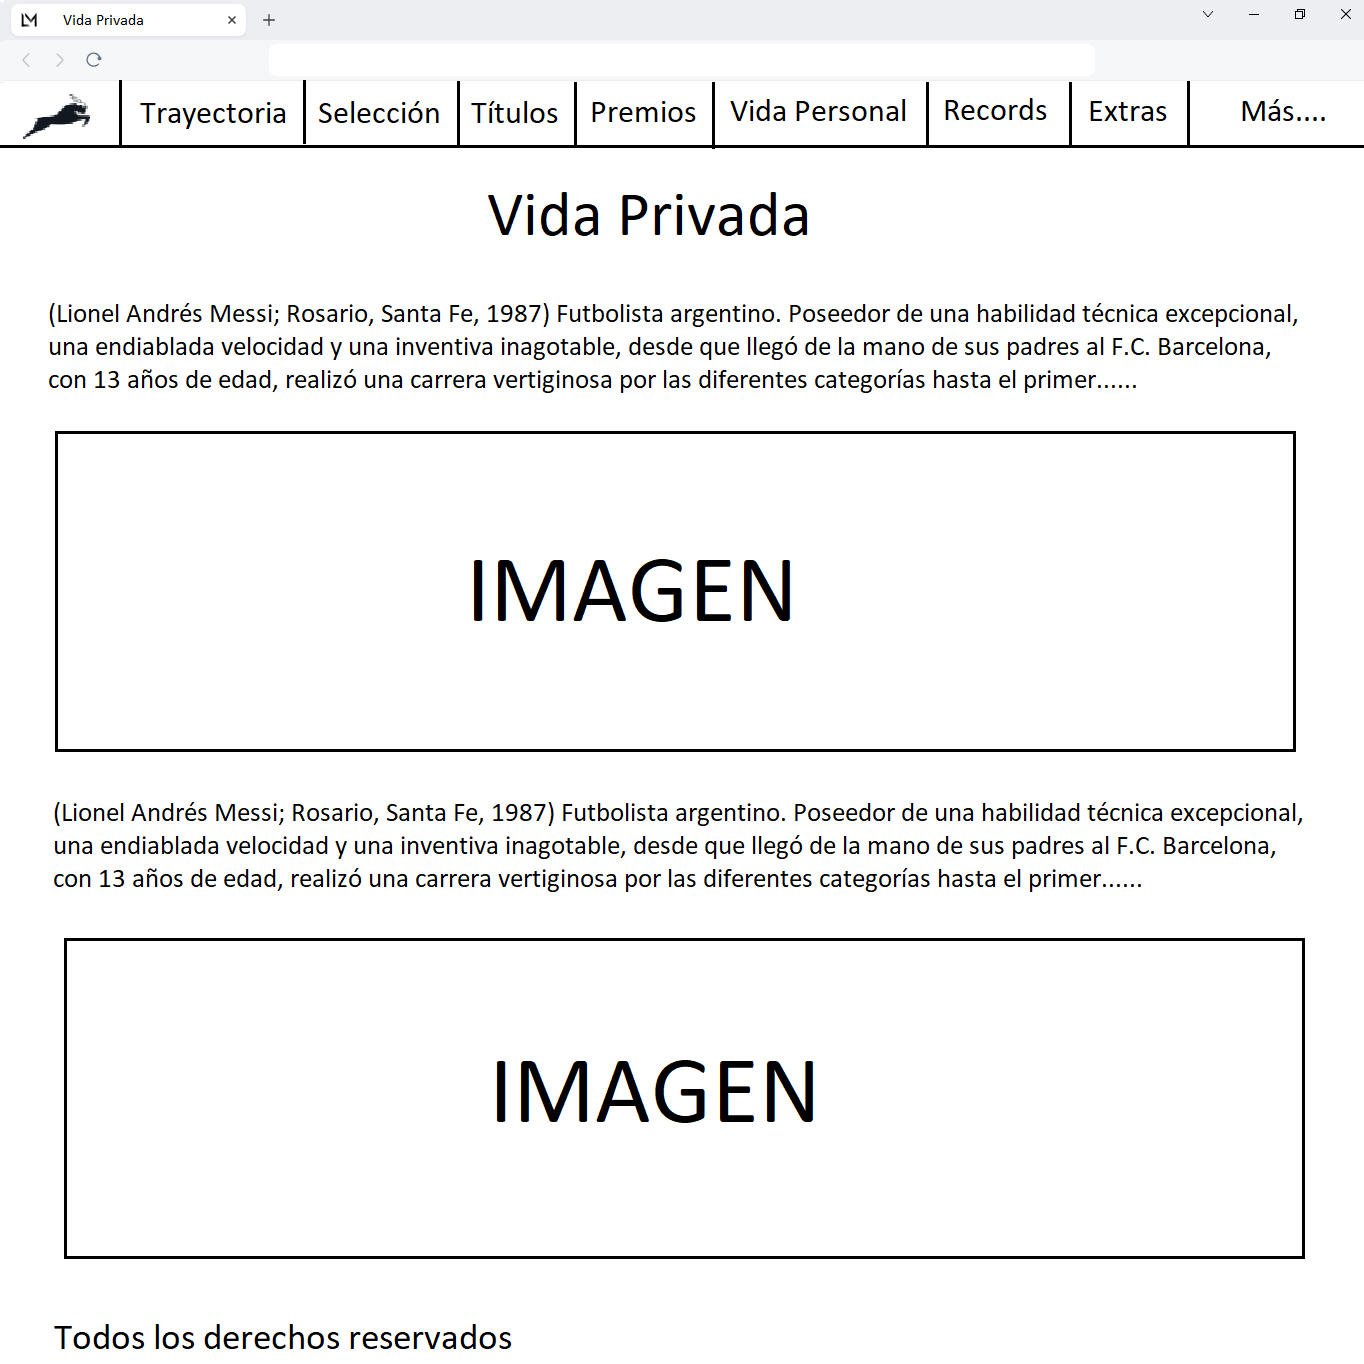 LM Vida Privada
Trayectoria Selección Títulos Premios Vida Personal Records Extras Más....
Vida Privada
(Lionel Andrés Messi; Rosario, Santa Fe, 1987) Futbolista argentino. Poseedor de una habilidad técnica excepcional,
una endiablada velocidad y una inventiva inagotable, desde que llegó de la mano de sus padres al F.C. Barcelona,
con 13 años de edad, realizó una carrera vertiginosa por las diferentes categorías hasta el primer......
IMAGEN
(Lionel Andrés Messi; Rosario, Santa Fe, 1987) Futbolista argentino. Poseedor de una habilidad técnica excepcional,
una endiablada velocidad y una inventiva inagotable, desde que llegó de la mano de sus padres al F.C. Barcelona,
con 13 años de edad, realizó una carrera vertiginosa por las diferentes categorías hasta el primer......
IMAGEN
Todos los derechos reservados